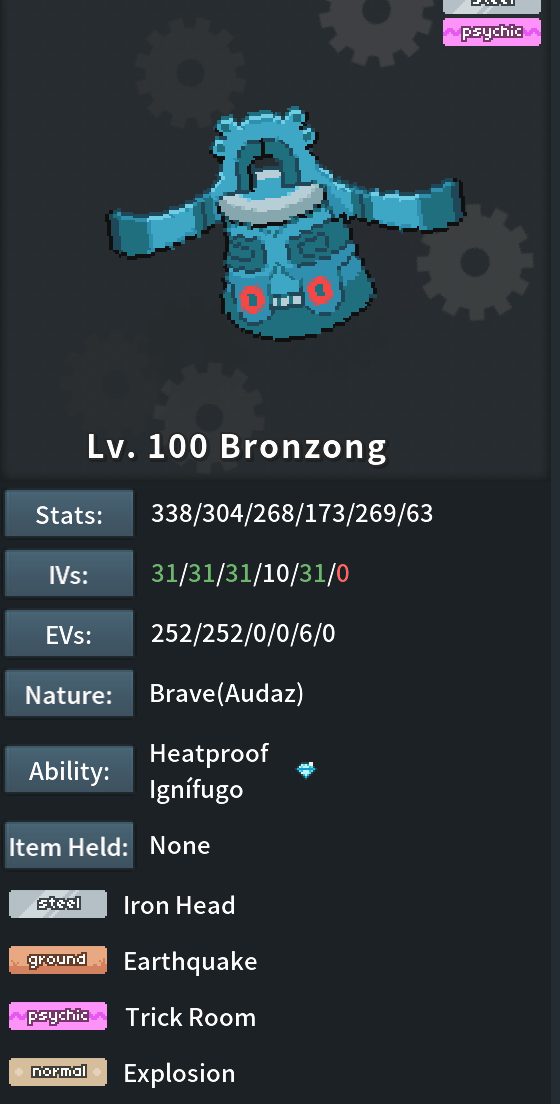 steel
psychic
Lv. 100 Bronzong
Stats: 338/304/268/173/269/63
IVs: 31/31/31/10/31/0
EVs: 252/252/0/0/6/0
Nature: Brave(Audaz)
Ability: Heatproof
Ignífugo
Item Held: None
steel Iron Head
ground Earthquake
psychic Trick Room
normal Explosion